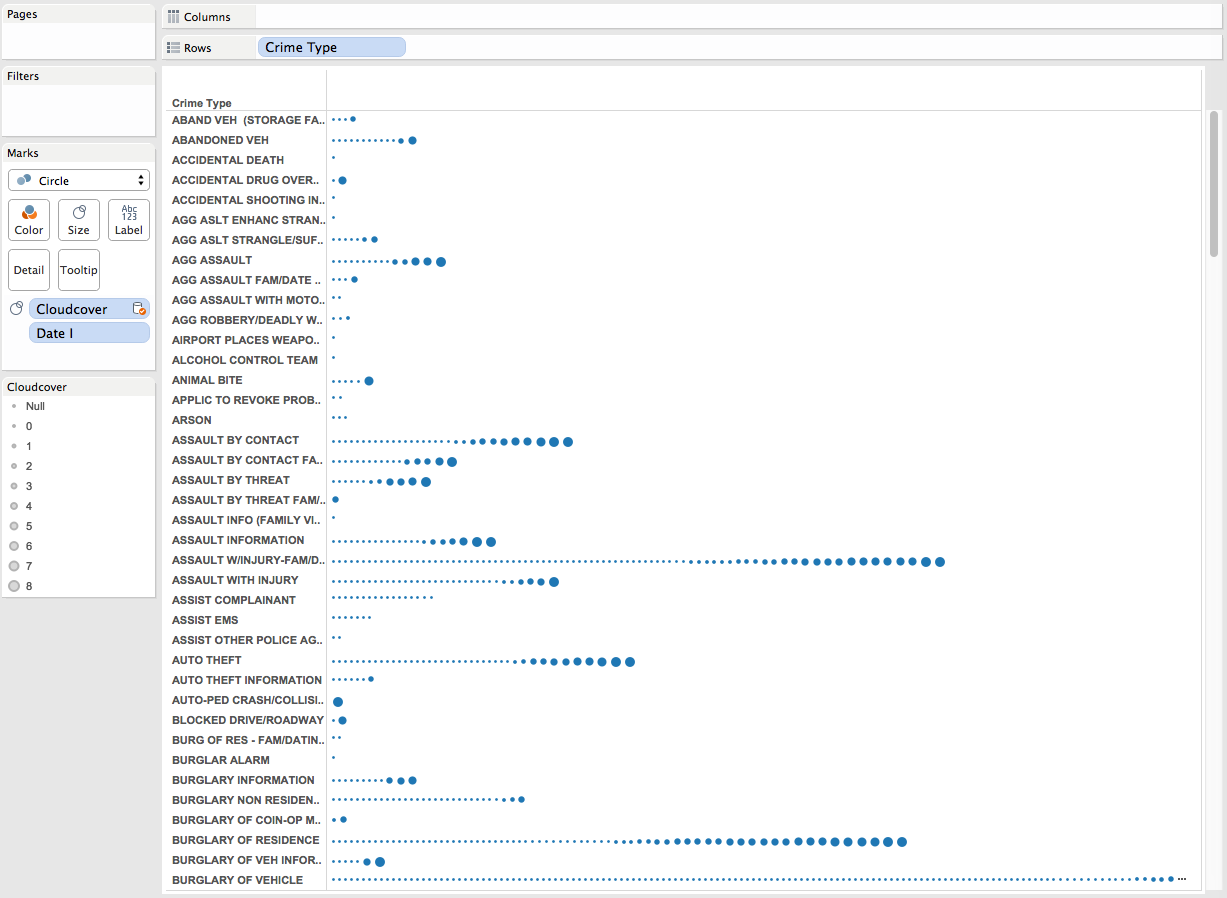 Pages
Columns
Rows
Crime Type
Filters
Marks
Circle
Color
Size
Abc
123
Label
Detail
Tooltip
Cloudcover
Date I
Cloudcover
Null
0
1
2
3
4
5
6
7
8
Crime Type
ABAND VEH (STORAGE FA..
ABANDONED VEH
ACCIDENTAL DEATH
ACCIDENTAL DRUG OVER..
ACCIDENTAL SHOOTING IN..
AGG ASLT ENHANC STRAN..
AGG ASLT STRANGLE/SUF..
AGG ASSAULT
AGG ASSAULT FAM/DATE ..
AGG ASSAULT WITH MOTO..
AGG ROBBERY/DEADLY W..
AIRPORT PLACES WEAPO..
ALCOHOL CONTROL TEAM
ANIMAL BITE
APPLIC TO REVOKE PROB..
ARSON
ASSAULT BY CONTACT
ASSAULT BY CONTACT FA..
ASSAULT BY THREAT
ASSAULT BY THREAT FAM/..
ASSAULT INFO (FAMILY VI..
ASSAULT INFORMATION
ASSAULT W/INJURY-FAM/D..
ASSAULT WITH INJURY
ASSIST COMPLAINANT
ASSIST EMS
ASSIST OTHER POLICE AG..
AUTO THEFT
AUTO THEFT INFORMATION
AUTO-PED CRASH/COLLISI..
BLOCKED DRIVE/ROADWAY
BURG OF RES - FAM/DATIN..
BURGLAR ALARM
BURGLARY INFORMATION
BURGLARY NON RESIDEN..
BURGLARY OF COIN-OP M..
BURGLARY OF RESIDENCE
BURGLARY OF VEH INFOR..
BURGLARY OF VEHICLE